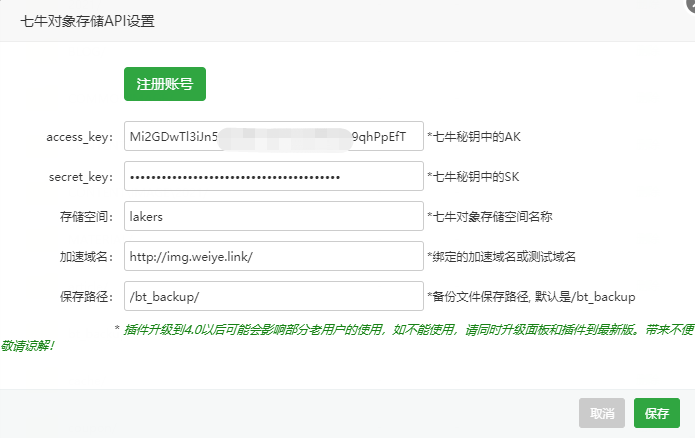 七牛对象存储API设置
注册账号
access_key: Mi2GDwTl3iJn5 9qhPpEfT *七牛秘钥中的AK
secret_key: •••••••••••••••••••••••••••••••••••••••• *七牛秘钥中的SK
存储空间: lakers *七牛对象存储空间名称
加速域名: http://img.weiye.link/ *绑定的加速域名或测试域名
保存路径: /bt_backup/ *备份文件保存路径, 默认是/bt_backup
* 插件升级到4.0以后可能会影响部分老用户的使用，如不能使用，请同时升级面板和插件到最新版。带来不便
敬请谅解！
取消 保存